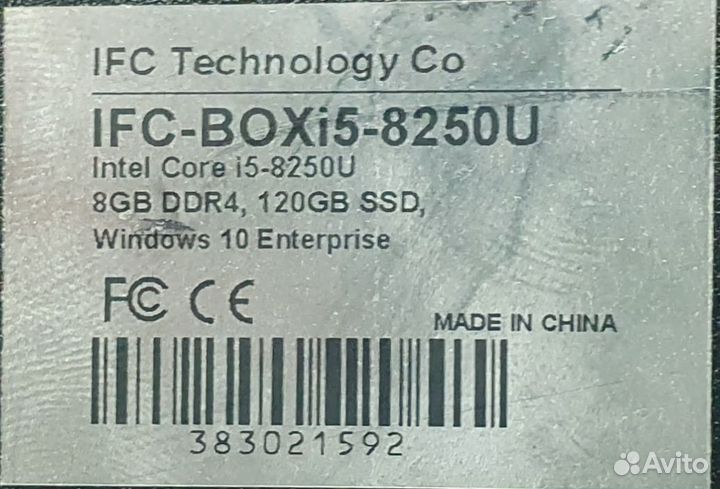 IFC Technology Co
IFC-BOXi5-8250U
Intel Core i5-8250U
8GB DDR4, 120GB SSD,
Windows 10 Enterprise
FC CE
MADE IN CHINA
383021592
Avito